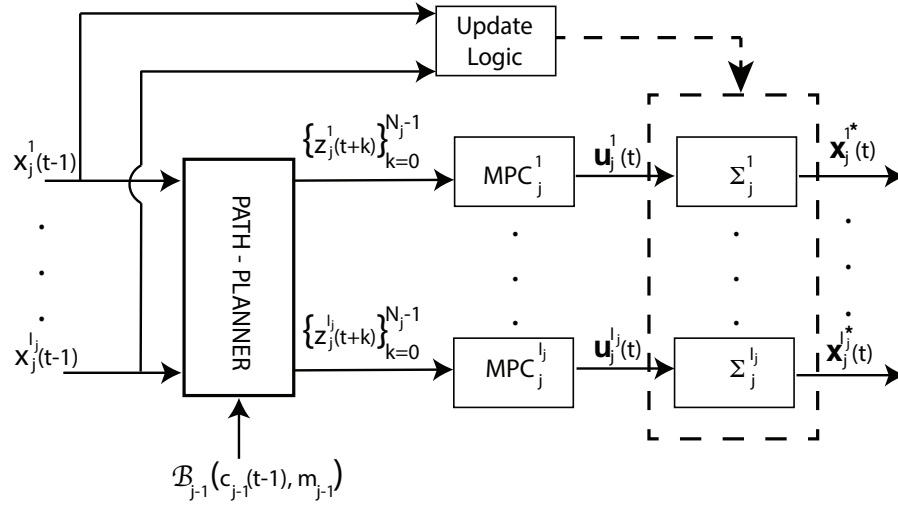 Update
Logic
x_j^1(t-1)
{z_j^1(t+k)}_{k=0}^{N_j-1}
MPC_j^1
u_j^1(t)
Σ_j^1
x_j^{1*}(t)
PATH - PLANNER
x_j^{I_j}(t-1)
{z_j^{I_j}(t+k)}_{k=0}^{N_j-1}
MPC_j^{I_j}
u_j^{I_j}(t)
Σ_j^{I_j}
x_j^{I_j*}(t)
ℬ_{j-1}(c_{j-1}(t-1), m_{j-1})